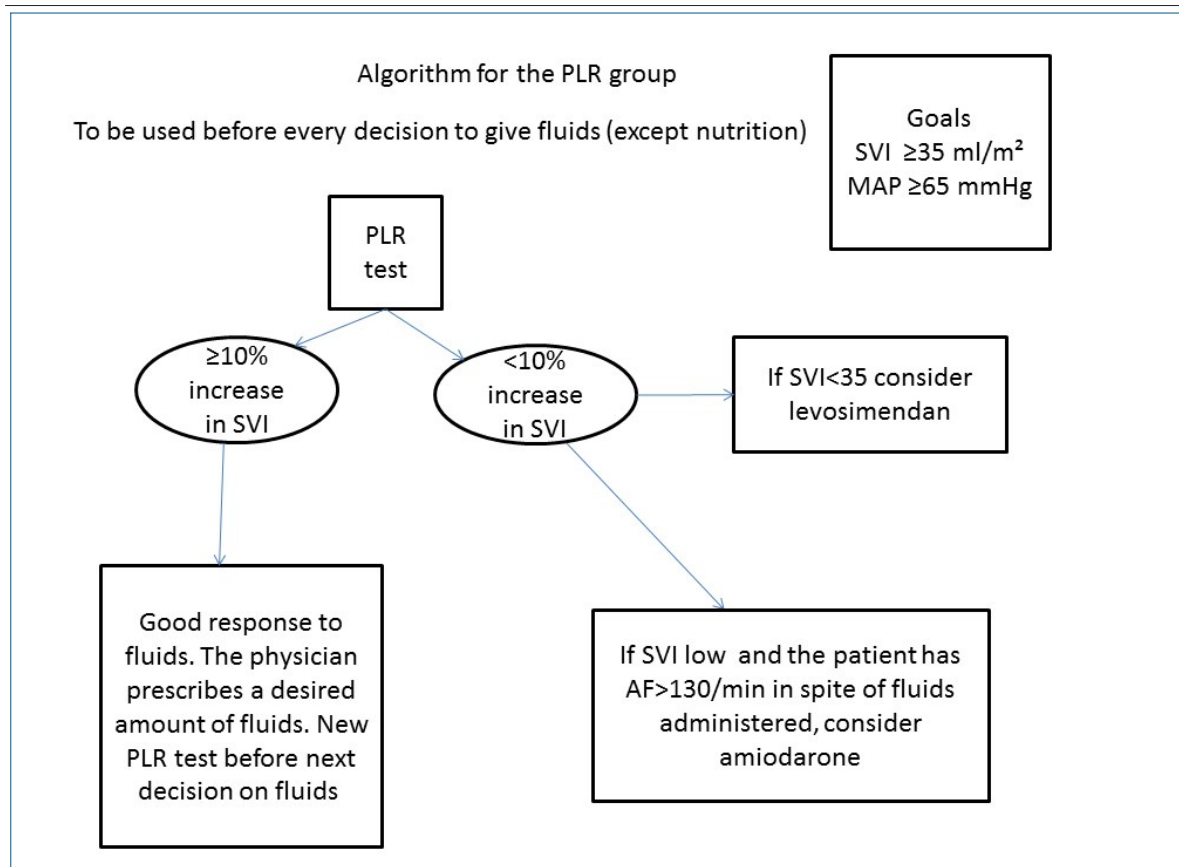 Algorithm for the PLR group
To be used before every decision to give fluids (except nutrition)
Goals
SVI ≥35 ml/m²
MAP ≥65 mmHg
PLR
test
≥10%
increase
in SVI
<10%
increase
in SVI
If SVI<35 consider
levosimendan
Good response to
fluids. The physician
prescribes a desired
amount of fluids. New
PLR test before next
decision on fluids
If SVI low and the patient has
AF>130/min in spite of fluids
administered, consider
amiodarone